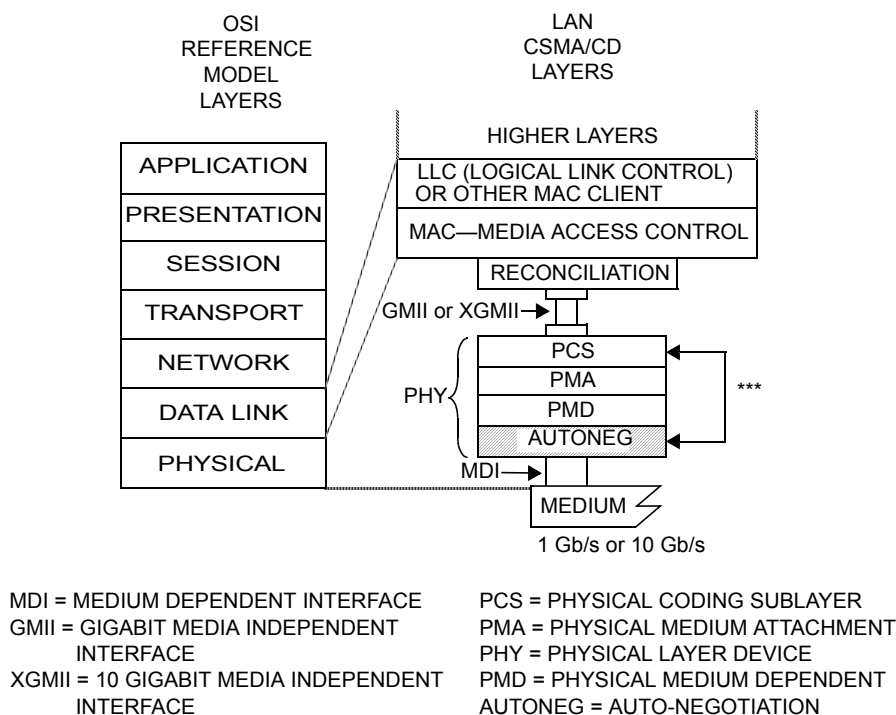 OSI
REFERENCE
MODEL
LAYERS
LAN
CSMA/CD
LAYERS
APPLICATION
PRESENTATION
SESSION
TRANSPORT
NETWORK
DATA LINK
PHYSICAL
HIGHER LAYERS
LLC (LOGICAL LINK CONTROL)
OR OTHER MAC CLIENT
MAC—MEDIA ACCESS CONTROL
RECONCILIATION
GMII or XGMII
PCS
PMA
PHY
PMD
AUTONEG
***
MDI
MEDIUM
1 Gb/s or 10 Gb/s
MDI = MEDIUM DEPENDENT INTERFACE
GMII = GIGABIT MEDIA INDEPENDENT
INTERFACE
XGMII = 10 GIGABIT MEDIA INDEPENDENT
INTERFACE
PCS = PHYSICAL CODING SUBLAYER
PMA = PHYSICAL MEDIUM ATTACHMENT
PHY = PHYSICAL LAYER DEVICE
PMD = PHYSICAL MEDIUM DEPENDENT
AUTONEG = AUTO-NEGOTIATION